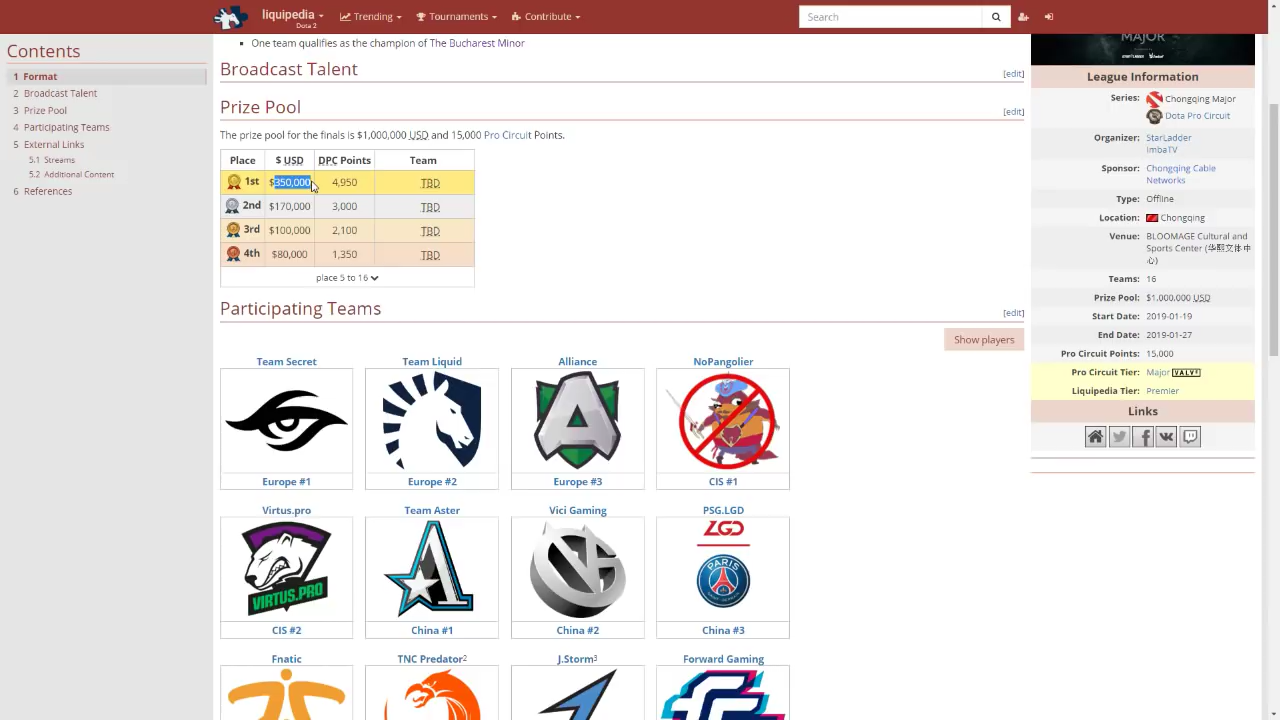 liquipedia
Dota 2
Trending
Tournaments
Contribute
Search
Contents
1 Format
2 Broadcast Talent
3 Prize Pool
4 Participating Teams
5 External Links
5.1 Streams
5.2 Additional Content
6 References
One team qualifies as the champion of The Bucharest Minor
Broadcast Talent
[edit]
Prize Pool
[edit]
The prize pool for the finals is $1,000,000 USD and 15,000 Pro Circuit Points.
Place $ USD DPC Points Team
1st $350,000 4,950 TBD
2nd $170,000 3,000 TBD
3rd $100,000 2,100 TBD
4th $80,000 1,350 TBD
place 5 to 16
Participating Teams
[edit]
Show players
Team Secret Team Liquid Alliance NoPangolier
Europe #1 Europe #2 Europe #3 CIS #1
Virtus.pro Team Aster Vici Gaming PSG.LGD
VIRTUS.PRO
LGD
PARIS
CIS #2 China #1 China #2 China #3
Fnatic TNC Predator2 J.Storm3 Forward Gaming
MAJOR
League Information
Series: Chongqing Major
Dota Pro Circuit
Organizer: StarLadder
ImbaTV
Sponsor: Chongqing Cable
Networks
Type: Offline
Location: Chongqing
Venue: BLOOMAGE Cultural and
Sports Center (华熙文体中
心)
Teams: 16
Prize Pool: $1,000,000 USD
Start Date: 2019-01-19
End Date: 2019-01-27
Pro Circuit Points: 15,000
Pro Circuit Tier: Major VALVE
Liquipedia Tier: Premier
Links